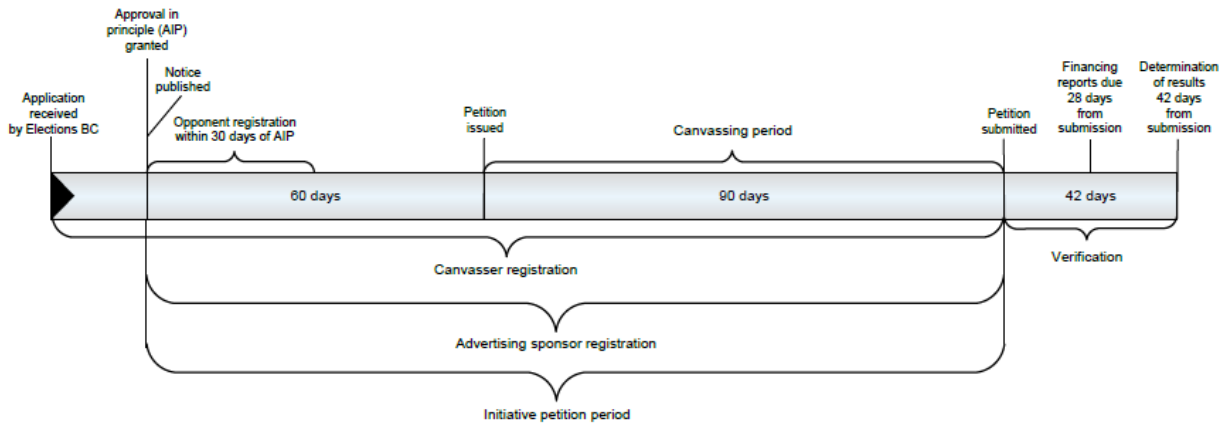 Approval in
principle (AIP)
granted
Notice
published
Application
received
by Elections BC
Opponent registration
within 30 days of AIP
Petition
issued
Canvassing period
Petition
submitted
Financing
reports due
28 days
from
submission
Determination
of results
42 days
from
submission
60 days
90 days
42 days
Canvasser registration
Verification
Advertising sponsor registration
Initiative petition period